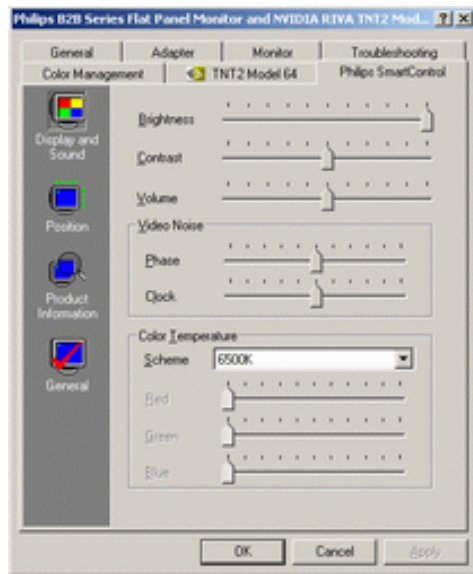 Philips B2B Series Flat Panel Monitor and NVIDIA RIVA TNT2 Mod...
General Adapter Monitor Troubleshooting
Color Management TNT2 Model 64 Philips SmartControl
Display and
Sound
Position
Product
Information
General
Brightness
Contrast
Volume
Video Noise
Phase
Clock
Color Temperature
Scheme 6500K
Red
Green
Blue
OK Cancel Apply